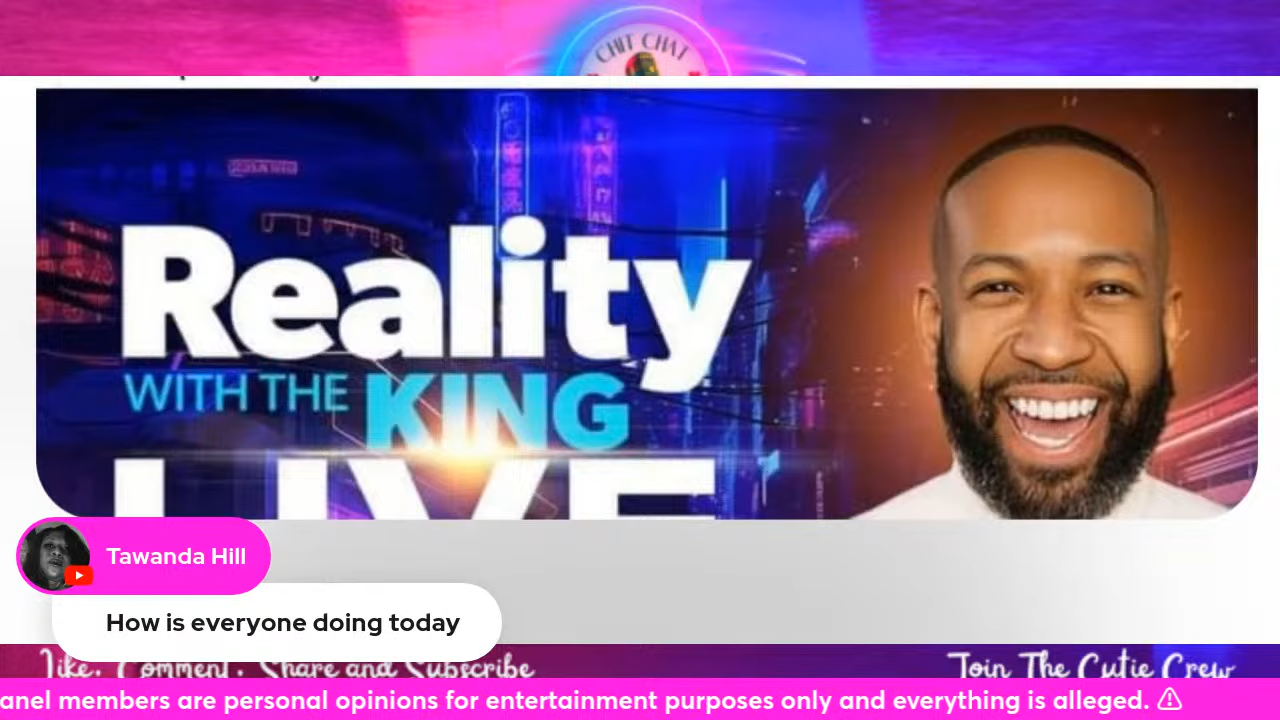 CHIT CHAT
Reality
WITH THE KING
LIVE
Tawanda Hill
How is everyone doing today
Like. Comment. Share and Subscribe
Join The Cutie Crew
anel members are personal opinions for entertainment purposes only and everything is alleged. ⚠